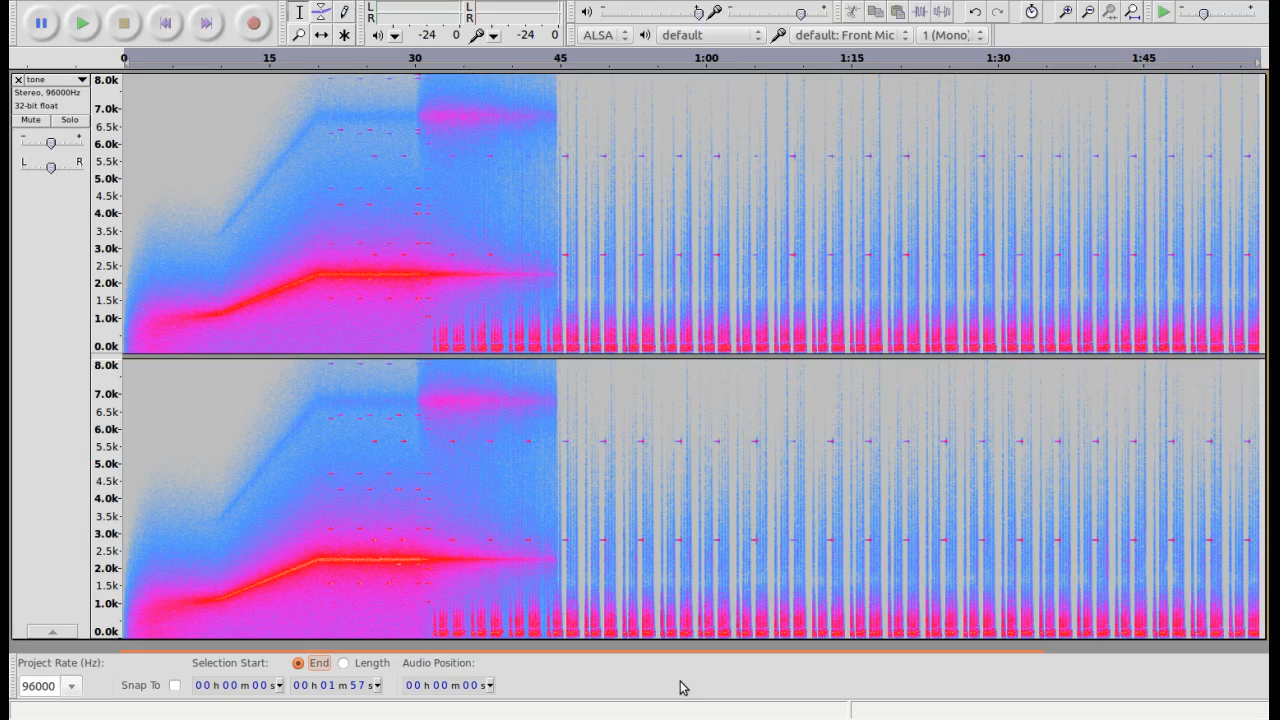 L
R
L
R
-24 0
-24 0
ALSA
default
default: Front Mic
1 (Mono)
0 15 30 45 1:00 1:15 1:30 1:45
tone
Stereo, 96000Hz
32-bit float
Mute Solo
- +
L R
8.0k
7.0k
6.5k
6.0k
5.5k
5.0k
4.5k
4.0k
3.5k
3.0k
2.5k
2.0k
1.5k
1.0k
0.0k
8.0k
7.0k
6.5k
6.0k
5.5k
5.0k
4.5k
4.0k
3.5k
3.0k
2.5k
2.0k
1.5k
1.0k
0.0k
Project Rate (Hz):
Selection Start:
End
Length
Audio Position:
96000
Snap To
00 h 00 m 00 s
00 h 01 m 57 s
00 h 00 m 00 s